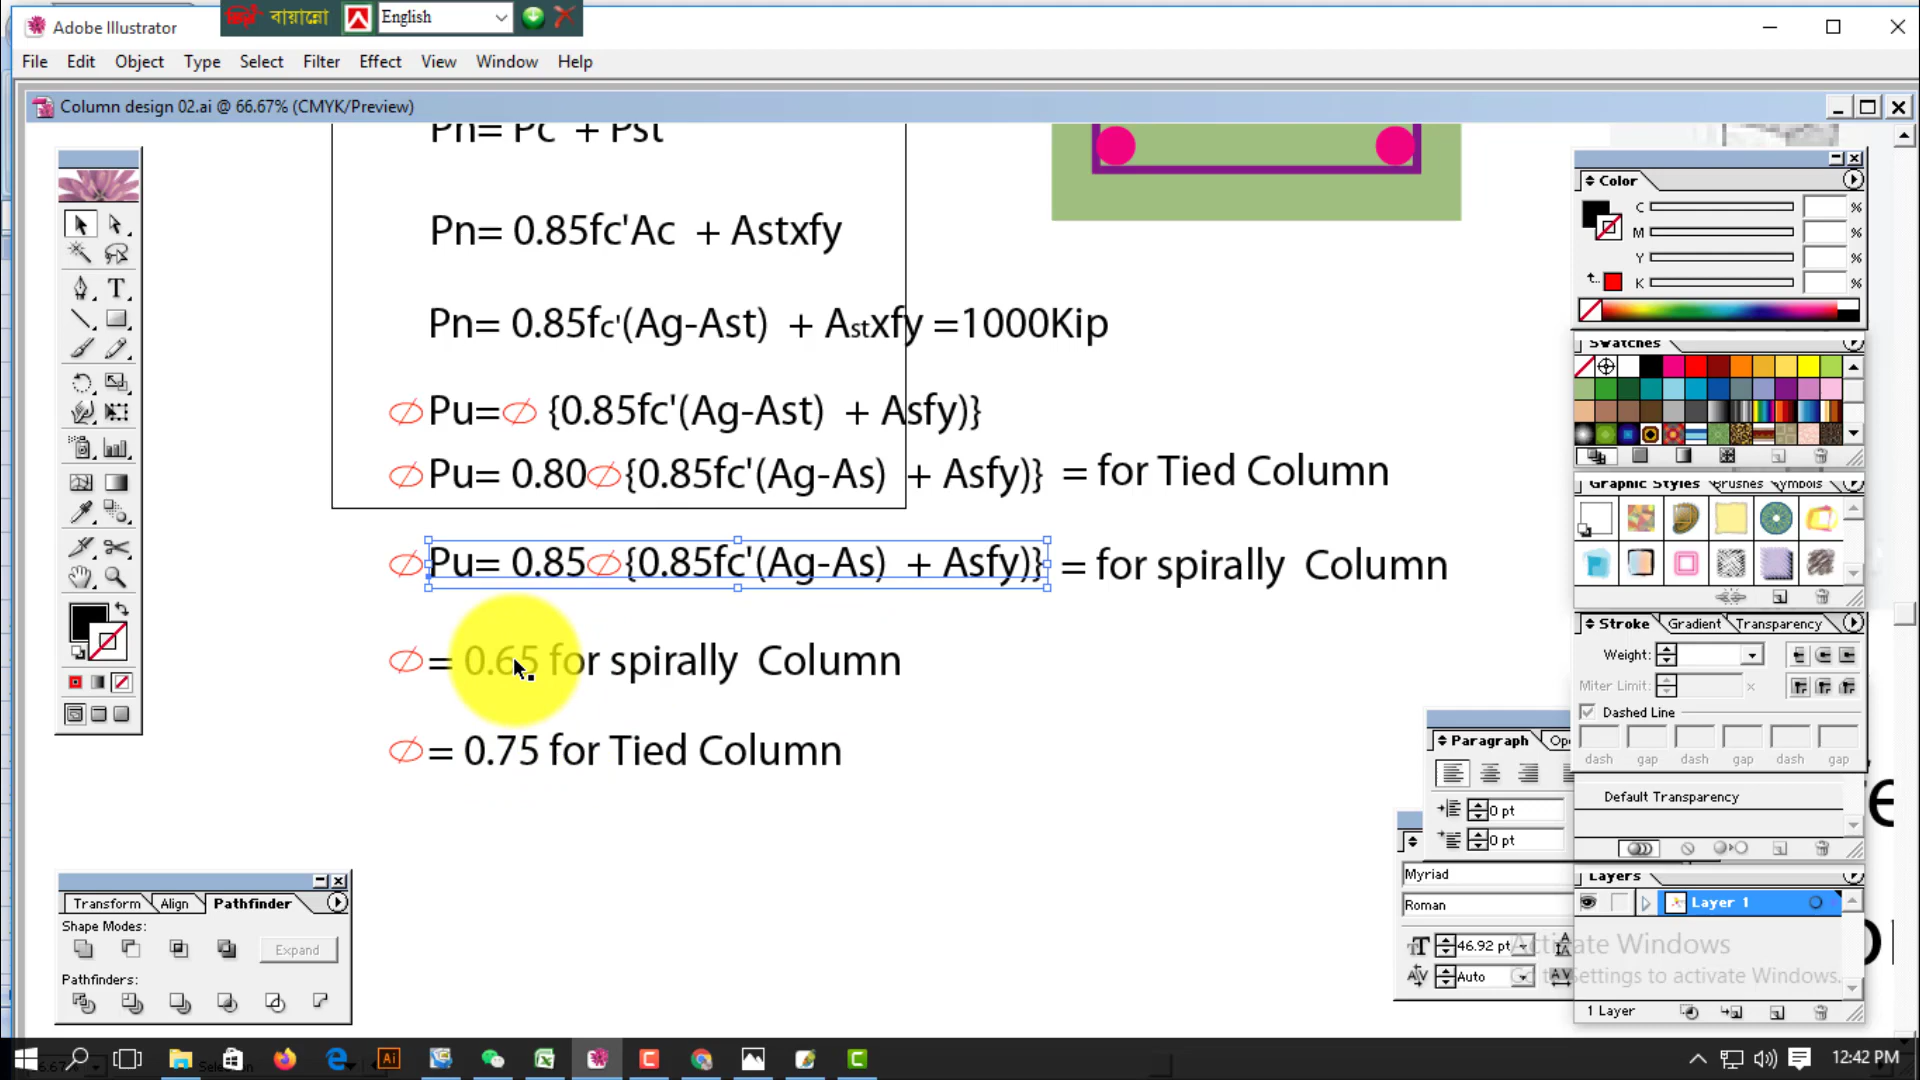 বায়ান্নো English
Adobe Illustrator
File Edit Object Type Select Filter Effect View Window Help
Column design 02.ai @ 66.67% (CMYK/Preview)
Pn= Pc + Pst
Pn= 0.85fc'Ac + Astxfy
Pn= 0.85fc'(Ag-Ast) + Astxfy =1000Kip
∅Pu=∅ {0.85fc'(Ag-Ast) + Asfy)}
∅Pu= 0.80∅{0.85fc'(Ag-As) + Asfy)} = for Tied Column
∅Pu= 0.85∅{0.85fc'(Ag-As) + Asfy)} = for spirally Column
∅= 0.65 for spirally Column
∅= 0.75 for Tied Column
Color
C %
M %
Y %
K %
Swatches
Graphic Styles Brushes Symbols
Stroke Gradient Transparency
Weight:
Miter Limit: x
Dashed Line
dash gap dash gap dash gap
Default Transparency
Paragraph Ope
0 pt
0 pt
Myriad
Roman
46.92 pt
Auto
Layers
Layer 1
1 Layer
Activate Windows
Go to Settings to activate Windows.
Transform Align Pathfinder
Shape Modes:
Expand
Pathfinders:
Ai
12:42 PM